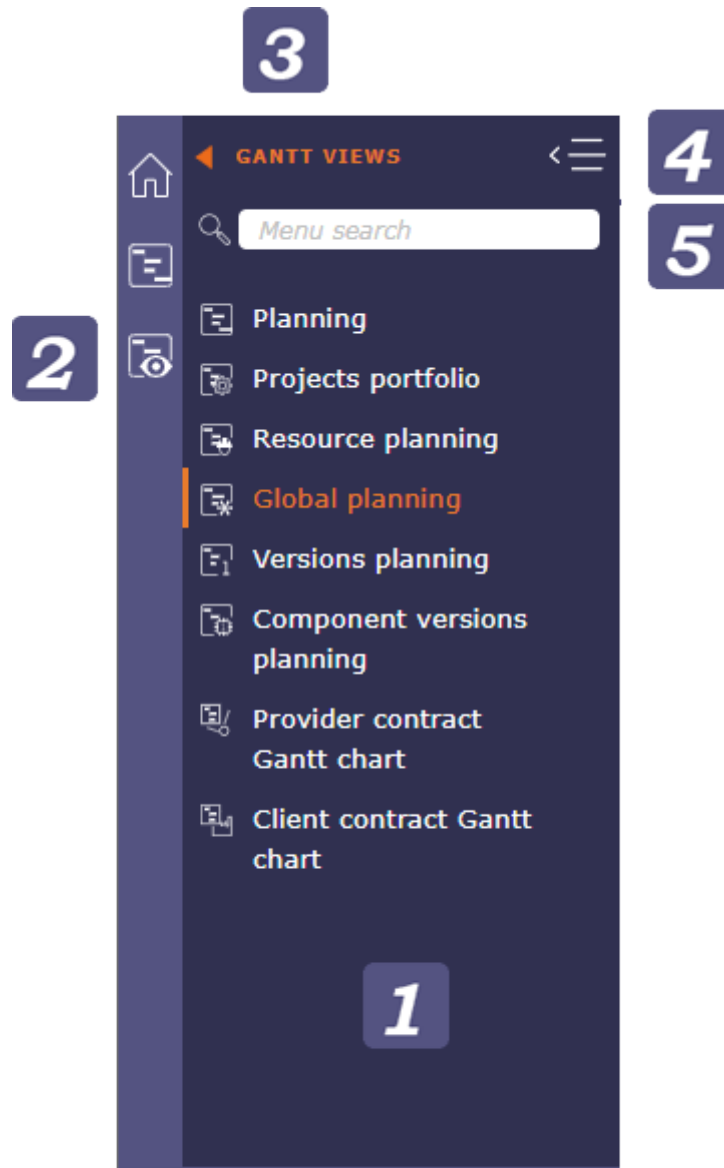 3
GANTT VIEWS
4
Menu search
5
Planning
2
Projects portfolio
Resource planning
Global planning
Versions planning
Component versions
planning
Provider contract
Gantt chart
Client contract Gantt
chart
1